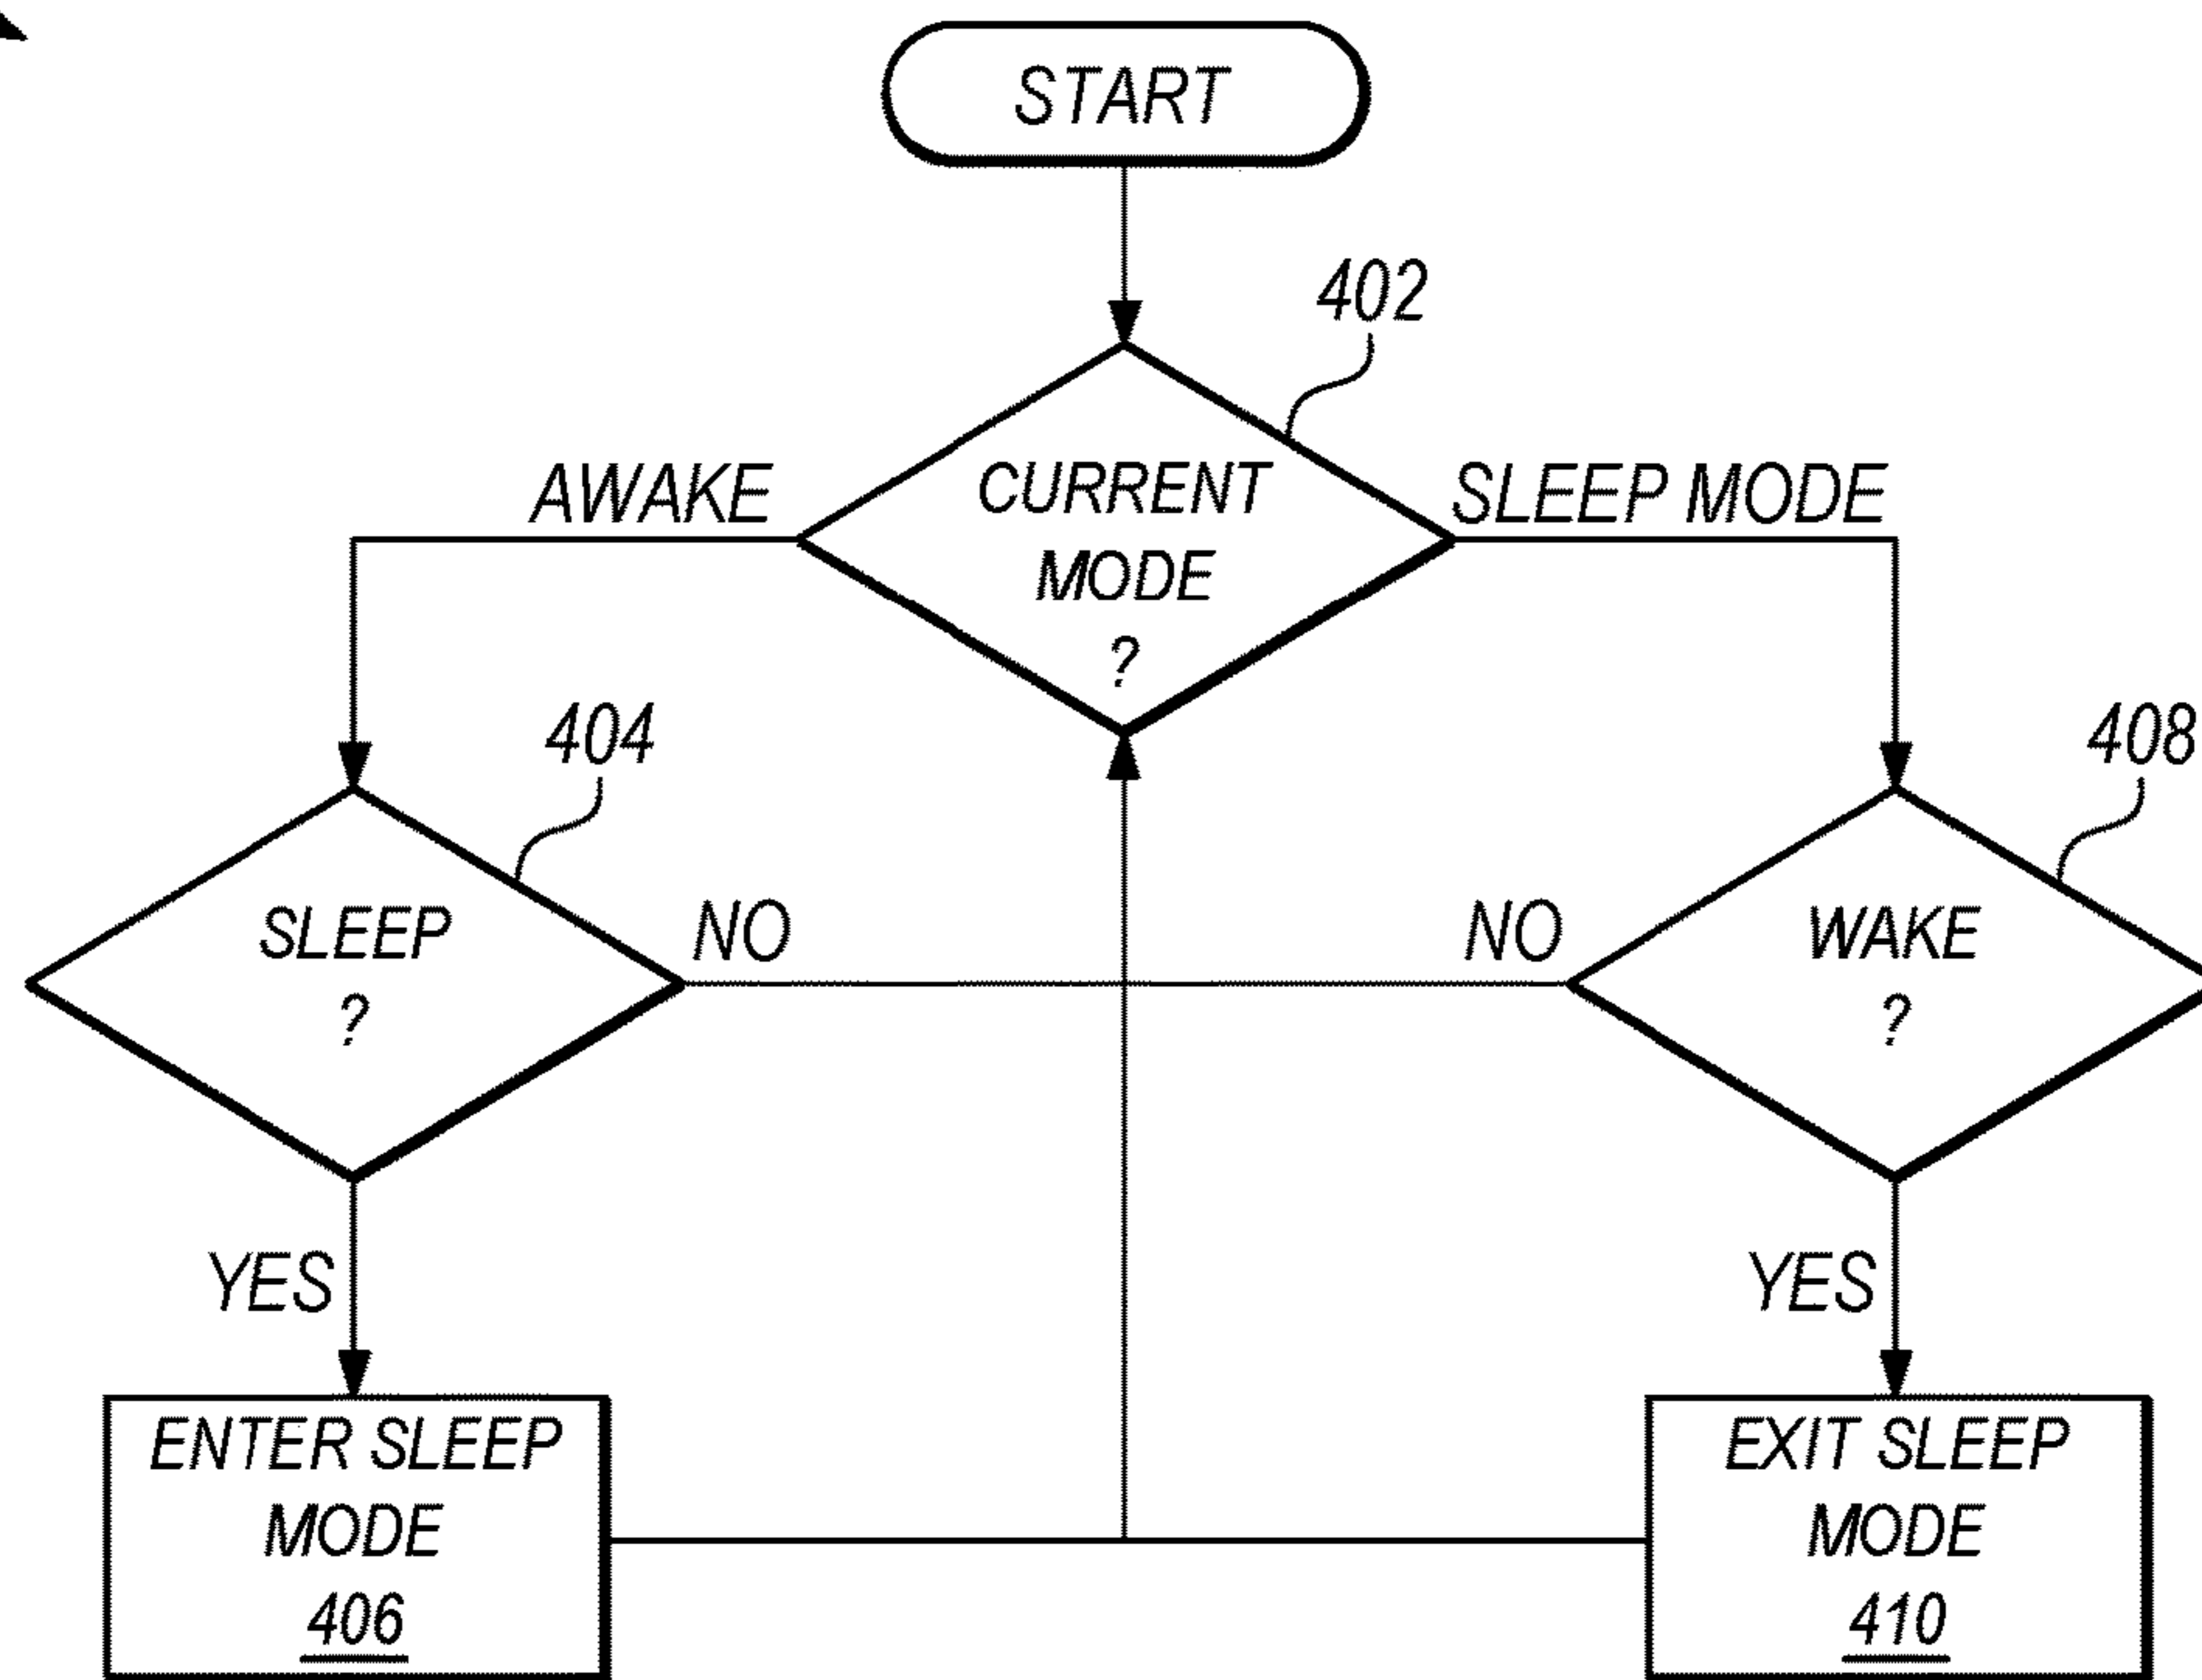 START
402
AWAKE
CURRENT
MODE
?
SLEEP MODE
404
408
SLEEP
?
NO
NO
WAKE
?
YES
YES
ENTER SLEEP
MODE
406
EXIT SLEEP
MODE
410